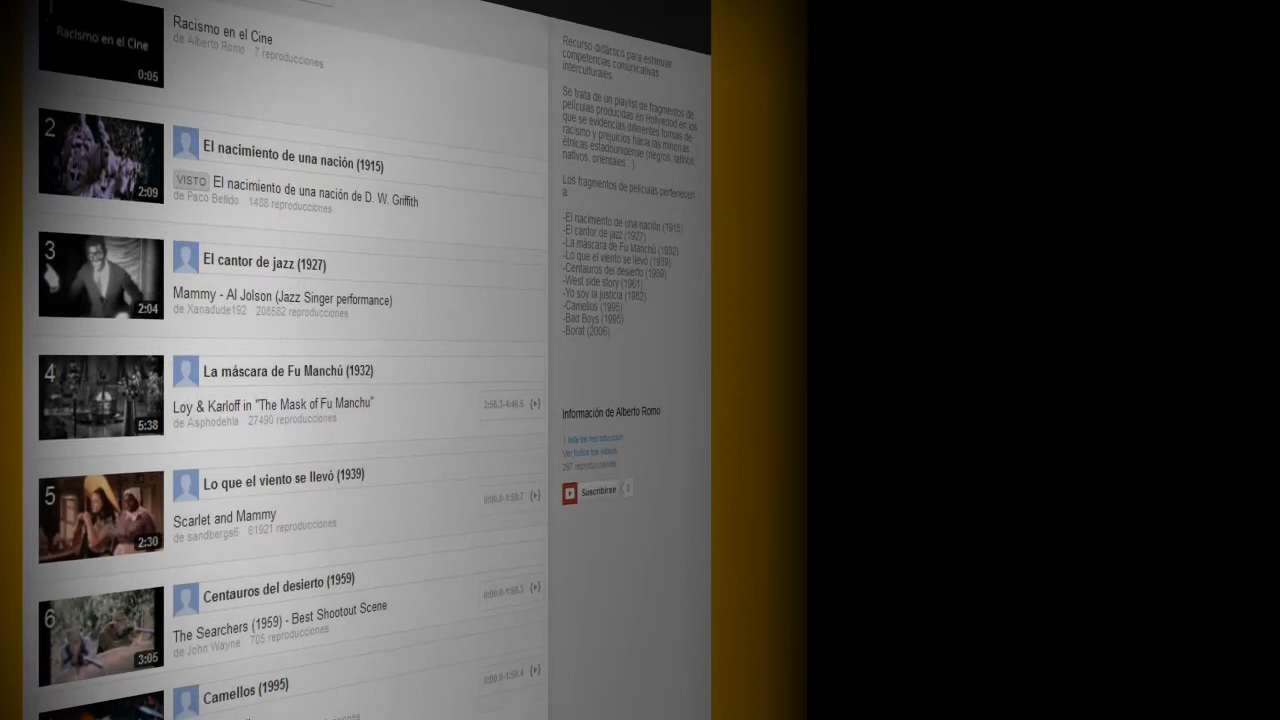 1
Racismo en el Cine
0:05
Racismo en el Cine
de Alberto Romo 7 reproducciones
2
2:09
El nacimiento de una nación (1915)
VISTO El nacimiento de una nación de D. W. Griffith
de Paco Bellido 1488 reproducciones
3
2:04
El cantor de jazz (1927)
Mammy - Al Jolson (Jazz Singer performance)
de Xanadude192 208582 reproducciones
4
5:38
La máscara de Fu Manchú (1932)
Loy & Karloff in "The Mask of Fu Manchu"
de Asphodehla 27490 reproducciones
2:56.3-4:46.5
5
2:30
Lo que el viento se llevó (1939)
Scarlet and Mammy
de sandbergs6 61921 reproducciones
6
3:05
Centauros del desierto (1959)
The Searchers (1959) - Best Shootout Scene
de John Wayne 705 reproducciones
Camellos (1995)
Recurso didáctico para estimular
competencias comunicativas
interculturales.
Se trata de un playlist de fragmentos de
películas producidas en Hollywood en los
que se evidencias diferentes formas de
racismo y prejuicios hacia las minorías
étnicas estadounidense (negros, latinos
nativos, orientales...)
Los fragmentos de películas pertenecen
a:
-El nacimiento de una nación (1915)
-El cantor de jazz (1927)
-La máscara de Fu Manchú (1932)
-Lo que el viento se llevó (1939)
-Centauros del desierto (1959)
-West side story (1961)
-Yo soy la justicia (1982)
-Camellos (1995)
-Bad Boys (1995)
-Borat (2006)
Información de Alberto Romo
1 lista de reproducción
Ver todos los vídeos
297 reproducciones
Suscribirse 0